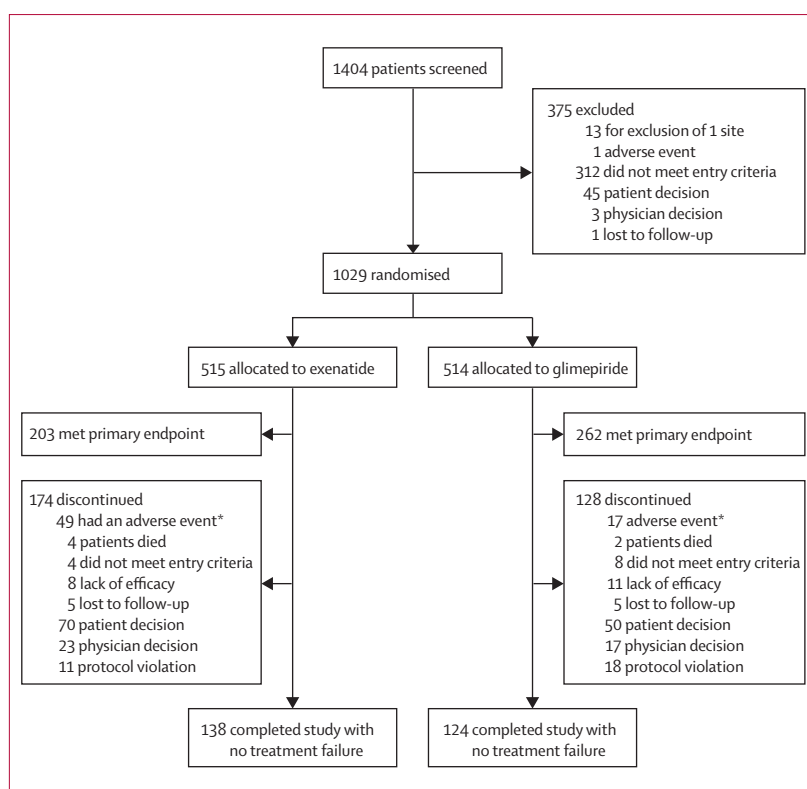 1404 patients screened
375 excluded
13 for exclusion of 1 site
1 adverse event
312 did not meet entry criteria
45 patient decision
3 physician decision
1 lost to follow-up
1029 randomised
515 allocated to exenatide
514 allocated to glimepiride
203 met primary endpoint
262 met primary endpoint
174 discontinued
49 had an adverse event*
4 patients died
4 did not meet entry criteria
8 lack of efficacy
5 lost to follow-up
70 patient decision
23 physician decision
11 protocol violation
128 discontinued
17 adverse event*
2 patients died
8 did not meet entry criteria
11 lack of efficacy
5 lost to follow-up
50 patient decision
17 physician decision
18 protocol violation
138 completed study with
no treatment failure
124 completed study with
no treatment failure